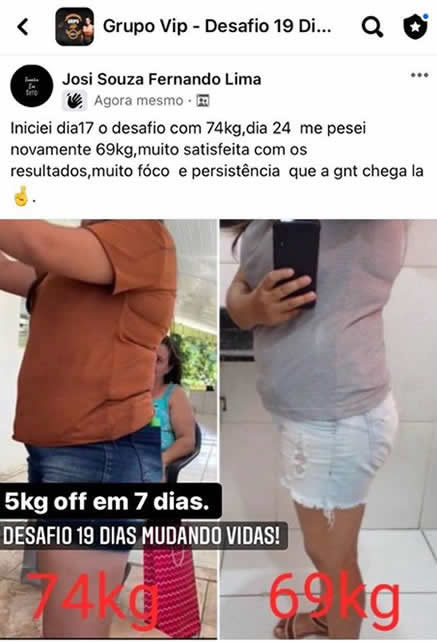 Grupo Vip - Desafio 19 Di...
Josi Souza Fernando Lima
Agora mesmo ·
Iniciei dia17 o desafio com 74kg,dia 24 me pesei
novamente 69kg,muito satisfeita com os
resultados,muito fóco e persistência que a gnt chega la
☝️.
5kg off em 7 dias.
DESAFIO 19 DIAS MUDANDO VIDAS!
74kg
69kg